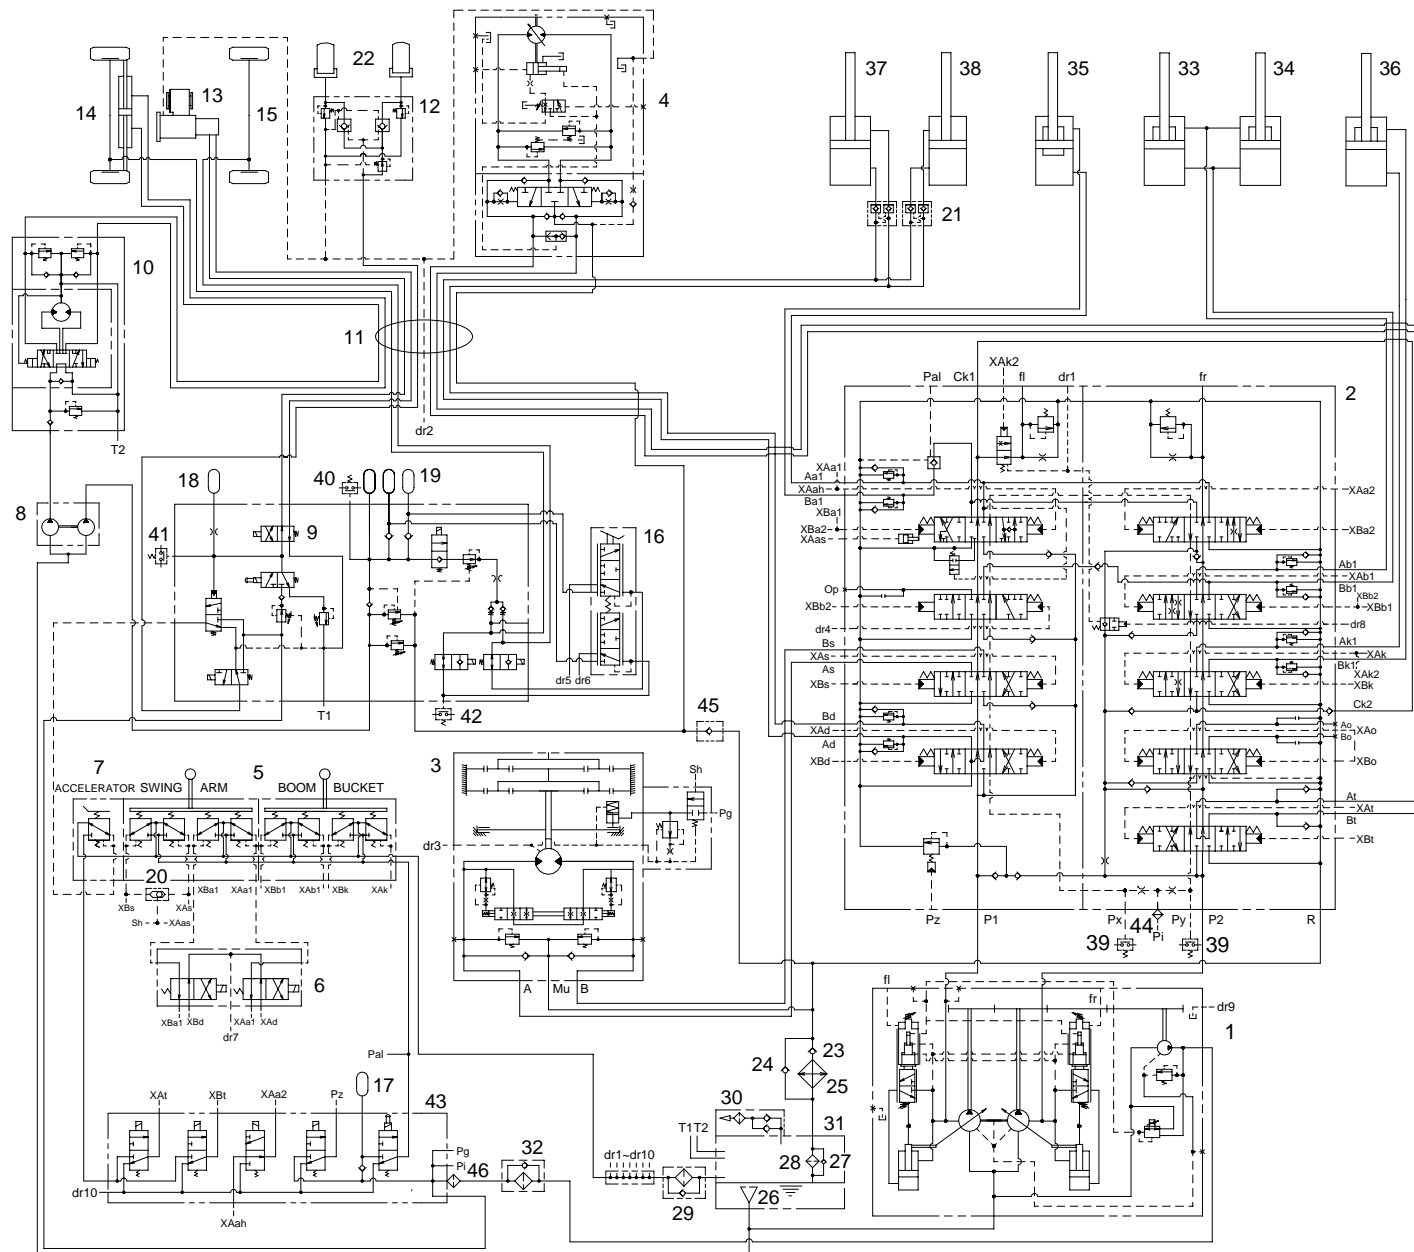 37 38 35 33 34 36
22
13
12
14 15
4
21
10
11
XAk2
Pal Ck1 fl dr1 fr
2
dr2
T2
18 40 19
8
41 9 16
XAa1
Aa1
XAah
Ba1
XBa1
XBa2
XAas
XAa2
XBa2
Ab1
XAb1
Bb1
XBb2
XBb1
Op
XBb2
dr4
dr8
Bs
XAs
As
XBs
Ak1
XAk
Bk1
XAk2
XBk
dr5 dr6
T1
42
45
Ck2
Bd
XAd
Ad
XBd
Ao
XAo
Bo
XBo
3
Sh
Pg
7 5
ACCELERATOR SWING ARM BOOM BUCKET
dr3
At
XAt
Bt
XBt
20
XBa1 XAa1 XBb1 XAb1 XBk XAk
XBs XAs
Sh XAas
Pz P1 Px 44 Py P2 R
Pi
39 39
6
A Mu B
XBa1 XBd XAa1 XAd
dr7
fl fr
dr9
1
Pal
23
24
25
17
XAt XBt XAa2 Pz
43
30
31
T1T2
Pg
Pi
46
32
dr1~dr10
28 27
dr10
26
29
XAah